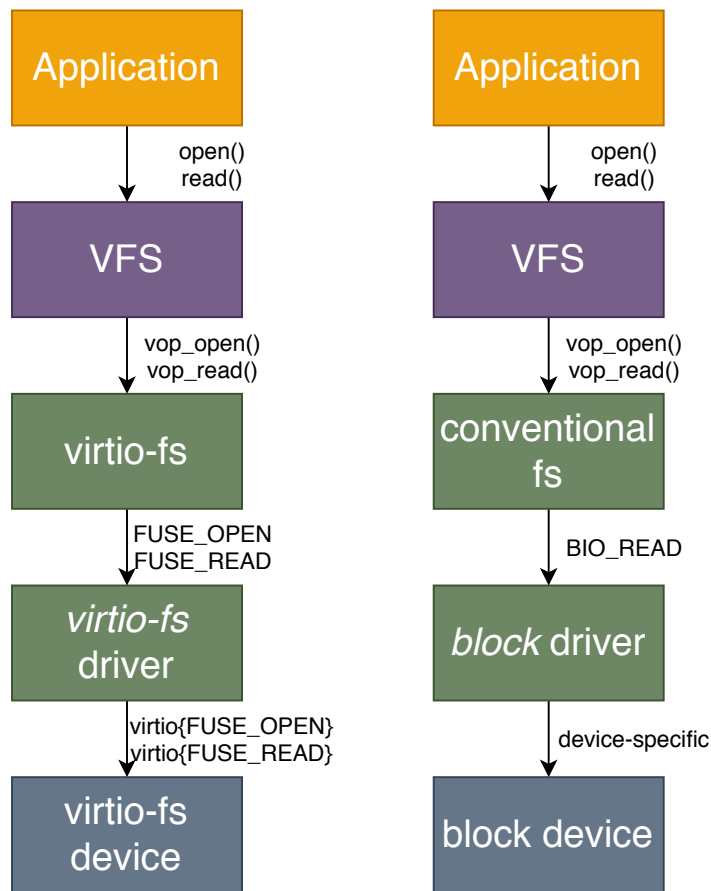 Application
open()
read()
VFS
vop_open()
vop_read()
virtio-fs
FUSE_OPEN
FUSE_READ
virtio-fs
driver
virtio{FUSE_OPEN}
virtio{FUSE_READ}
virtio-fs
device
Application
open()
read()
VFS
vop_open()
vop_read()
conventional
fs
BIO_READ
block driver
device-specific
block device